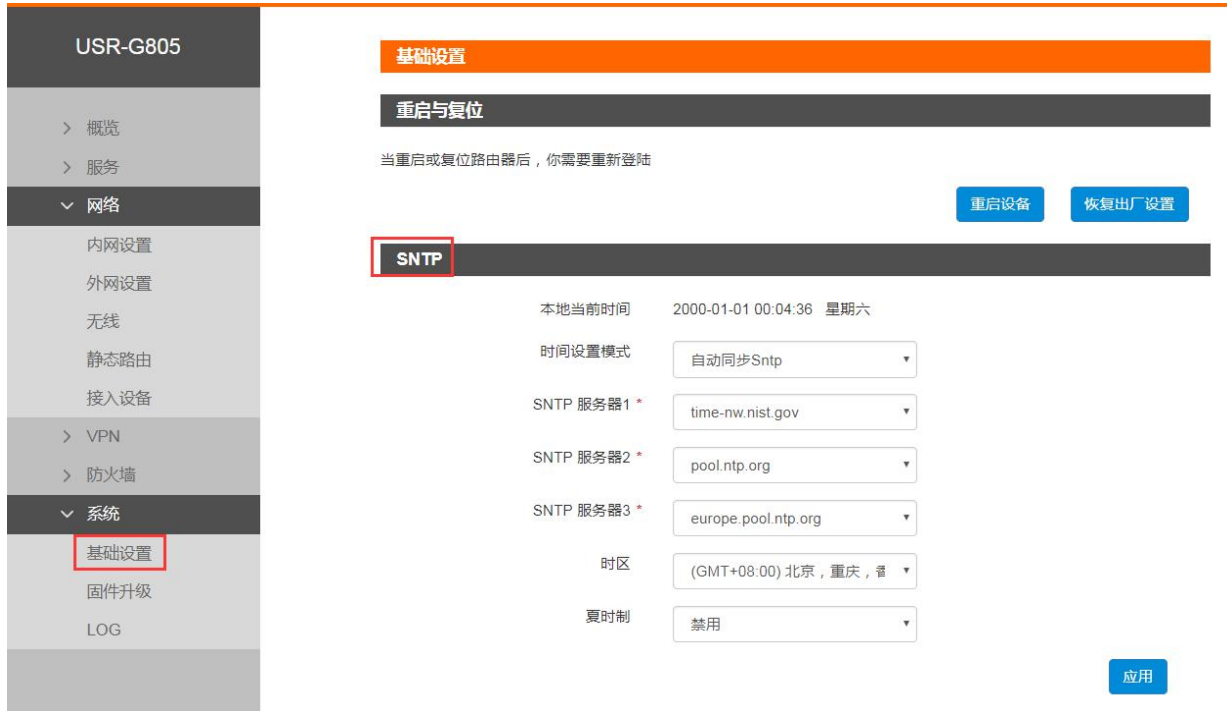 USR-G805
概览
服务
网络
内网设置
外网设置
无线
静态路由
接入设备
VPN
防火墙
系统
基础设置
固件升级
LOG
基础设置
重启与复位
当重启或复位路由器后，你需要重新登陆
重启设备 恢复出厂设置
SNTP
本地当前时间 2000-01-01 00:04:36 星期六
时间设置模式 自动同步Sntp
SNTP 服务器1 * time-nw.nist.gov
SNTP 服务器2 * pool.ntp.org
SNTP 服务器3 * europe.pool.ntp.org
时区 (GMT+08:00) 北京，重庆，
夏时制 禁用
应用